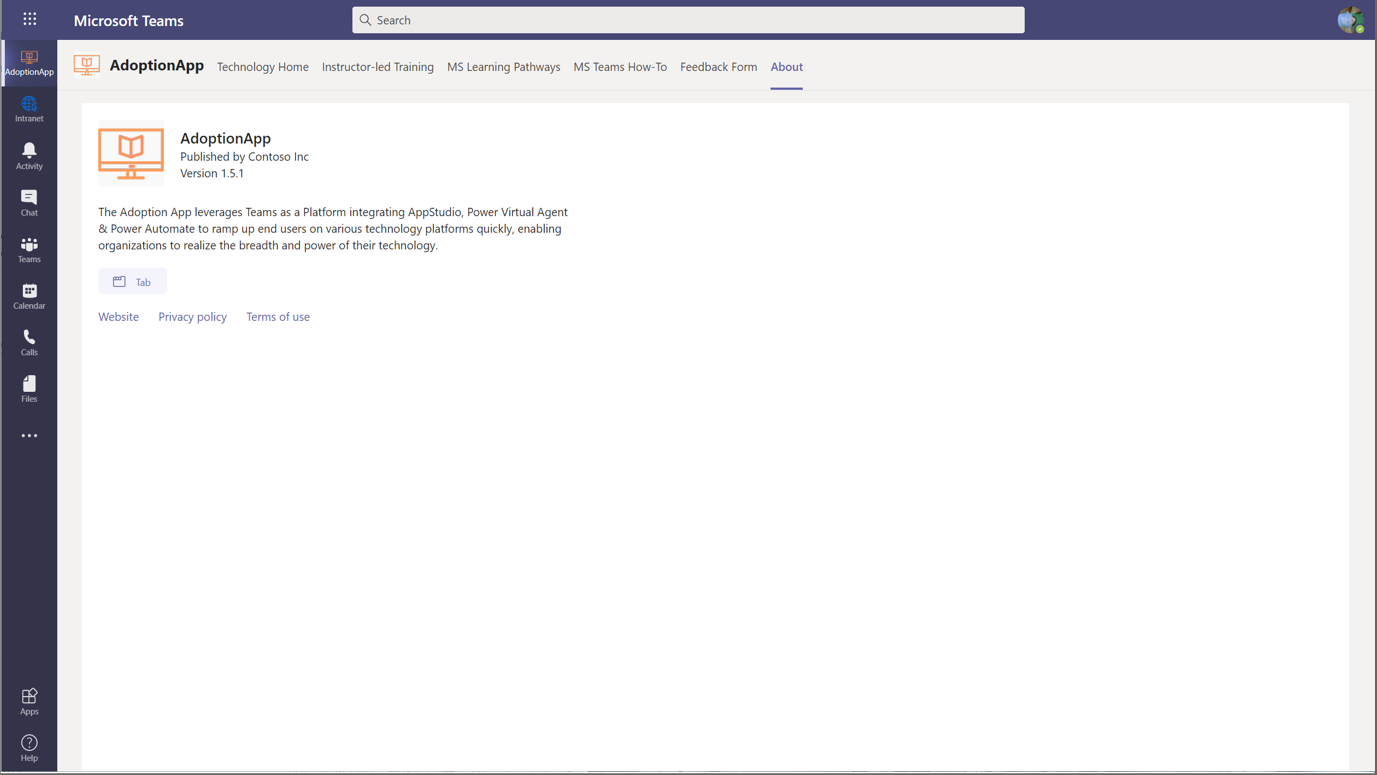 Microsoft Teams
Search
AdoptionApp
Intranet
Activity
Chat
Teams
Calendar
Calls
Files
Apps
Help
AdoptionApp Technology Home Instructor-led Training MS Learning Pathways MS Teams How-To Feedback Form About
AdoptionApp
Published by Contoso Inc
Version 1.5.1
The Adoption App leverages Teams as a Platform integrating AppStudio, Power Virtual Agent
& Power Automate to ramp up end users on various technology platforms quickly, enabling
organizations to realize the breadth and power of their technology.
Tab
Website Privacy policy Terms of use